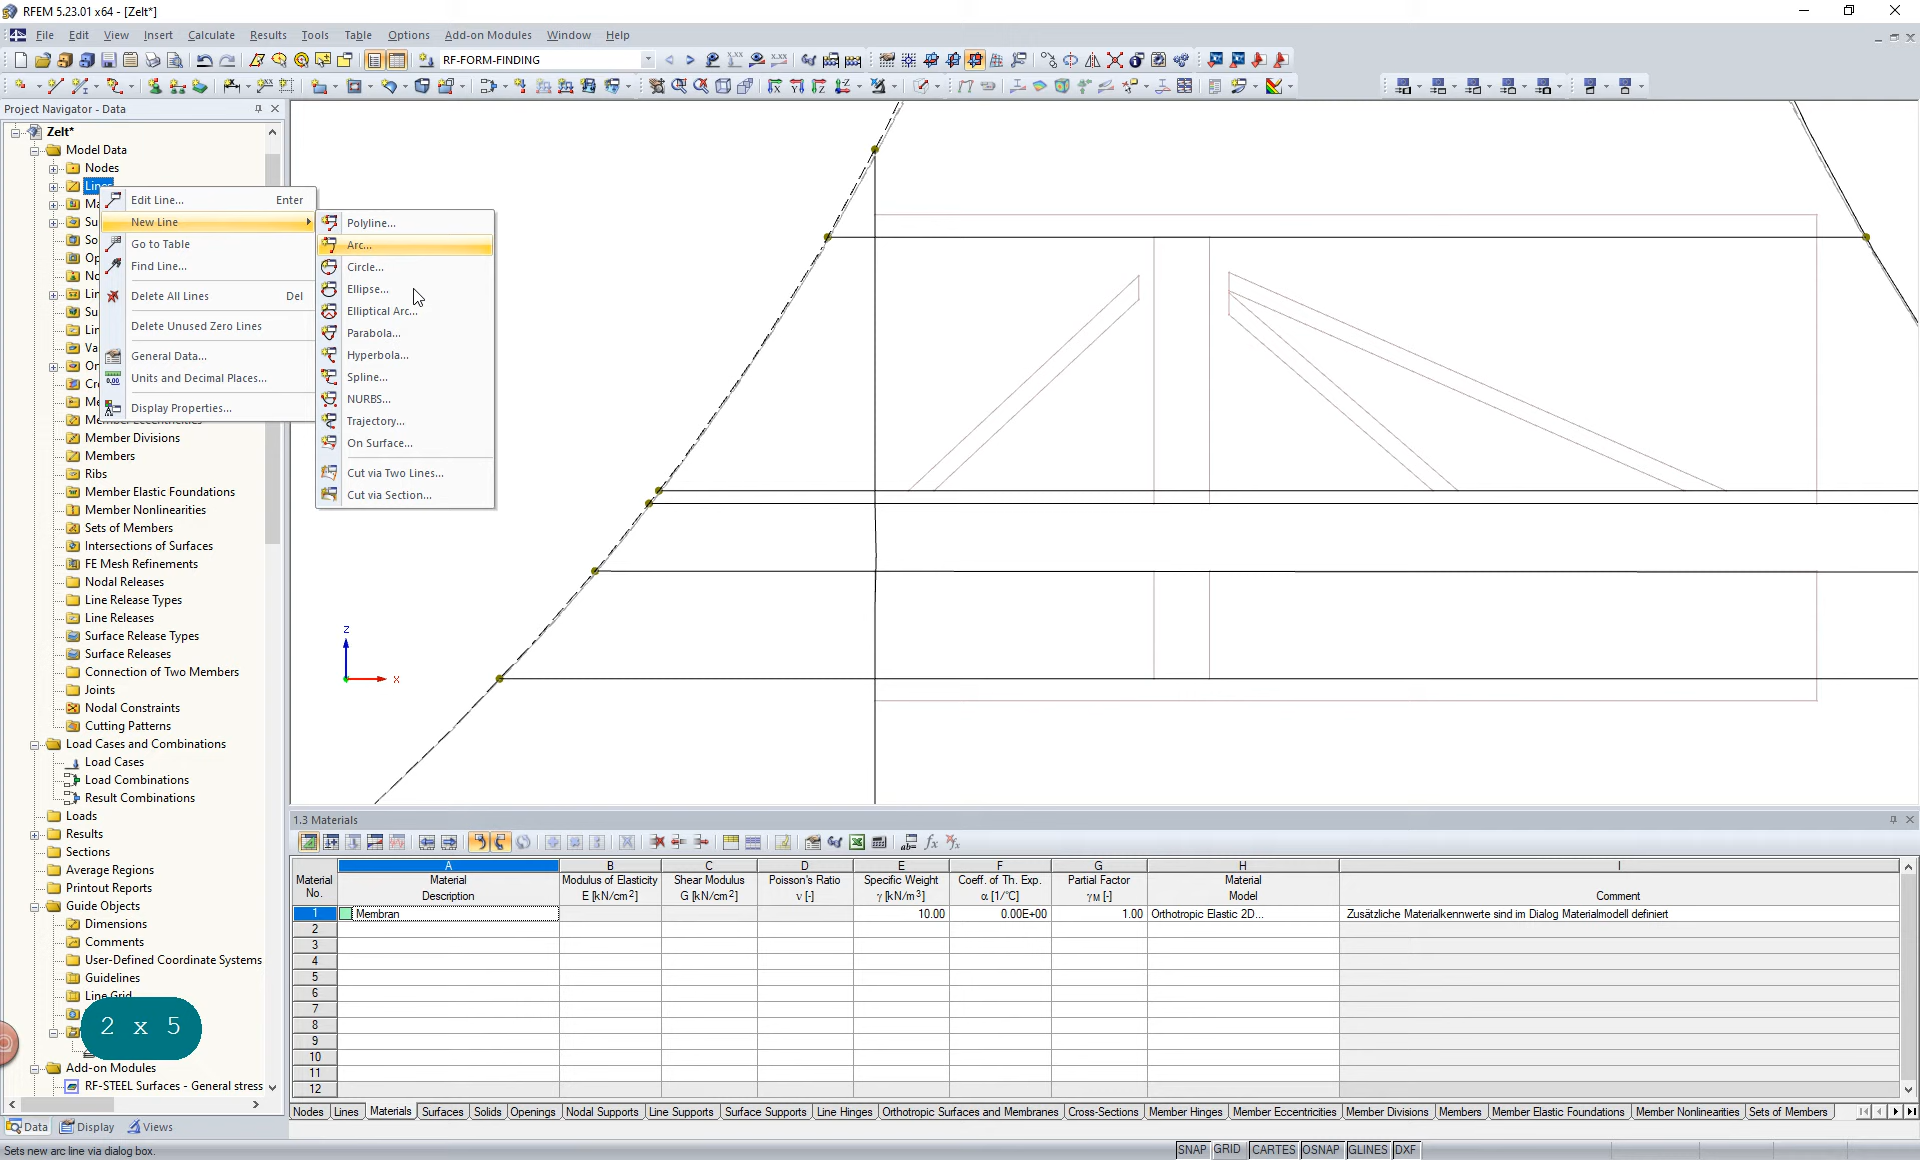 RFEM 5.23.01 x64 - [Zelt*]
File Edit View Insert Calculate Results Tools Table Options Add-on Modules Window Help
RF-FORM-FINDING
Project Navigator - Data
Zelt*
Model Data
Nodes
Lines
Edit Line... Enter
New Line
Go to Table
Find Line...
Delete All Lines Del
Delete Unused Zero Lines
General Data...
Units and Decimal Places...
Display Properties...
Polyline...
Arc...
Circle...
Ellipse...
Elliptical Arc...
Parabola...
Hyperbola...
Spline...
NURBS...
Trajectory...
On Surface...
Cut via Two Lines...
Cut via Section...
Member Divisions
Members
Ribs
Member Elastic Foundations
Member Nonlinearities
Sets of Members
Intersections of Surfaces
FE Mesh Refinements
Nodal Releases
Line Release Types
Line Releases
Surface Release Types
Surface Releases
Connection of Two Members
Joints
Nodal Constraints
Cutting Patterns
Load Cases and Combinations
Load Cases
Load Combinations
Result Combinations
Loads
Results
Sections
Average Regions
Printout Reports
Guide Objects
Dimensions
Comments
User-Defined Coordinate Systems
Guidelines
Line Grid
2 x 5
Add-on Modules
RF-STEEL Surfaces - General stress
Data Display Views
Z
X
1.3 Materials
A B C D E F G H I
Material No. Material Description Modulus of Elasticity E [kN/cm²] Shear Modulus G [kN/cm²] Poisson's Ratio ν [-] Specific Weight γ [kN/m³] Coeff. of Th. Exp. α [1/°C] Partial Factor γM [-] Material Model Comment
1 Membran 10.00 0.00E+00 1.00 Orthotropic Elastic 2D... Zusätzliche Materialkennwerte sind im Dialog Materialmodell definiert
2
3
4
5
6
7
8
9
10
11
12
Nodes Lines Materials Surfaces Solids Openings Nodal Supports Line Supports Surface Supports Line Hinges Orthotropic Surfaces and Membranes Cross-Sections Member Hinges Member Eccentricities Member Divisions Members Member Elastic Foundations Member Nonlinearities Sets of Members
Sets new arc line via dialog box.
SNAP GRID CARTES OSNAP GLINES DXF